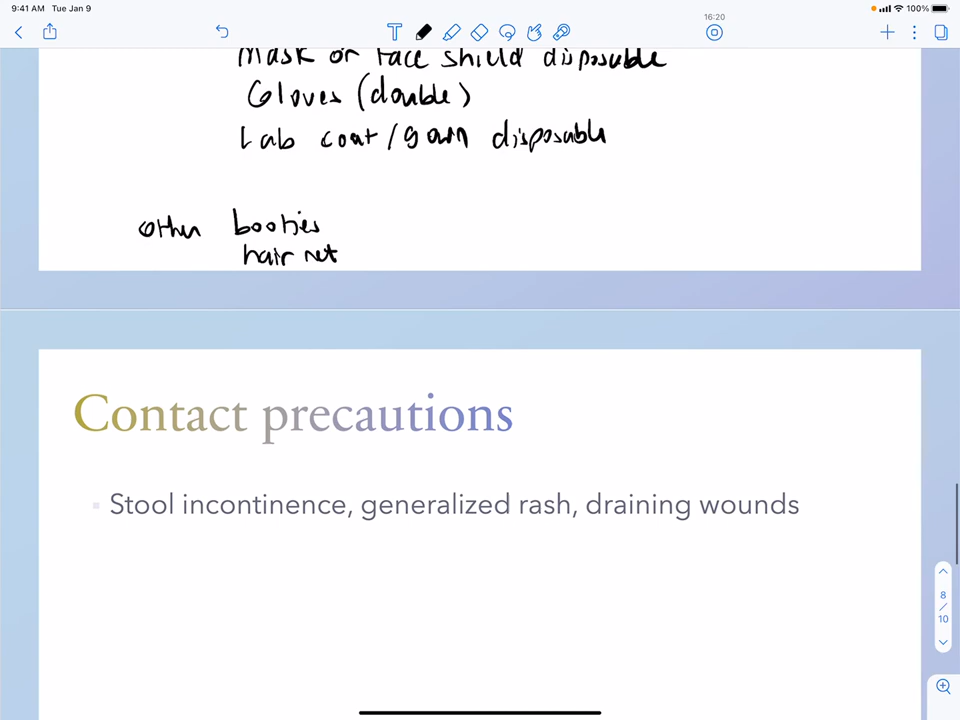 9:41 AM Tue Jan 9
100%
16:20
Mask or face shield disposable
Gloves (double)
Lab coat / gown disposable
other booties
hair net
Contact precautions
Stool incontinence, generalized rash, draining wounds
8
/
10